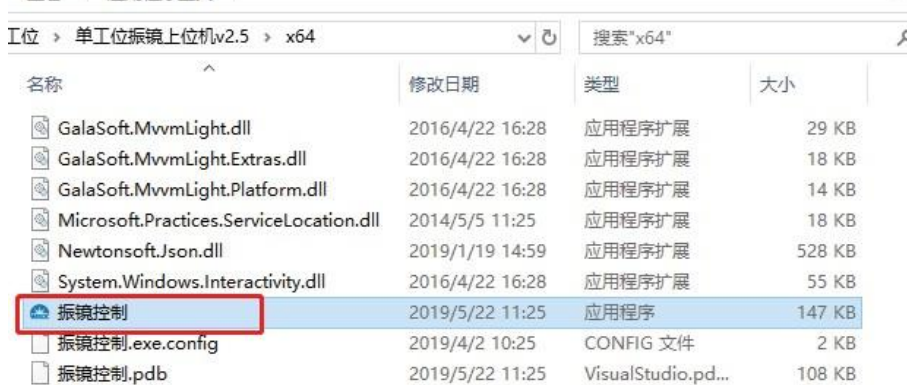 工位 › 单工位振镜上位机v2.5 › x64 搜索"x64"
名称 修改日期 类型 大小
GalaSoft.MvvmLight.dll 2016/4/22 16:28 应用程序扩展 29 KB
GalaSoft.MvvmLight.Extras.dll 2016/4/22 16:28 应用程序扩展 18 KB
GalaSoft.MvvmLight.Platform.dll 2016/4/22 16:28 应用程序扩展 14 KB
Microsoft.Practices.ServiceLocation.dll 2014/5/5 11:25 应用程序扩展 18 KB
Newtonsoft.Json.dll 2019/1/19 14:59 应用程序扩展 528 KB
System.Windows.Interactivity.dll 2016/4/22 16:28 应用程序扩展 55 KB
振镜控制 2019/5/22 11:25 应用程序 147 KB
振镜控制.exe.config 2019/4/2 10:25 CONFIG 文件 2 KB
振镜控制.pdb 2019/5/22 11:25 VisualStudio.pd... 108 KB